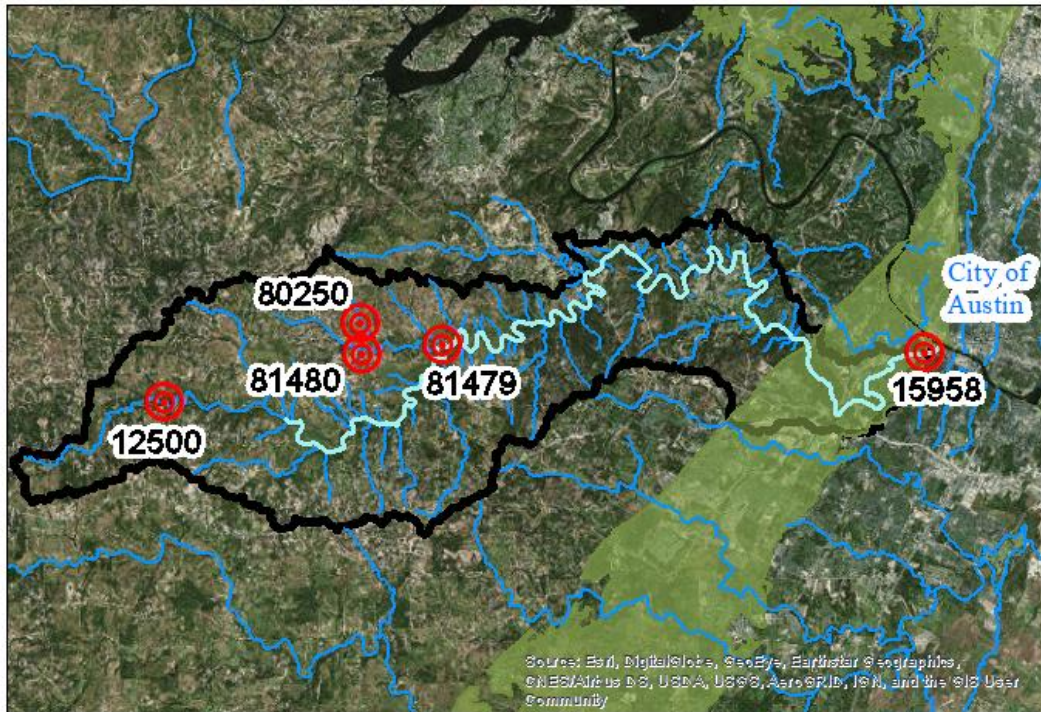 80250
City of
Austin
81480
81479
15958
12500
Source: Esri, DigitalGlobe, GeoEye, Earthstar Geographics,
CNES/Airbus DS, USDA, USGS, AeroGRID, IGN, and the GIS User
Community